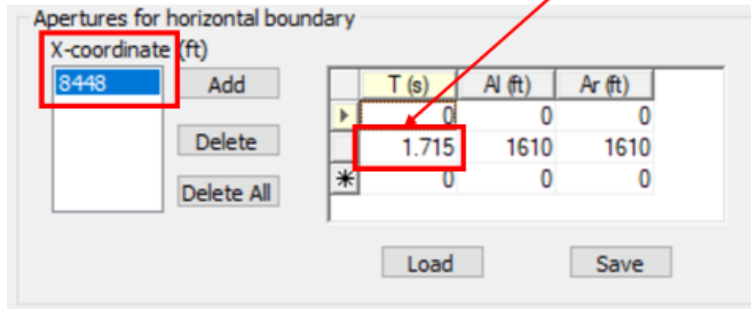 Apertures for horizontal boundary
X-coordinate (ft)
8448
Add
Delete
Delete All
T (s) Al (ft) Ar (ft)
0 0 0
1.715 1610 1610
0 0 0
Load Save